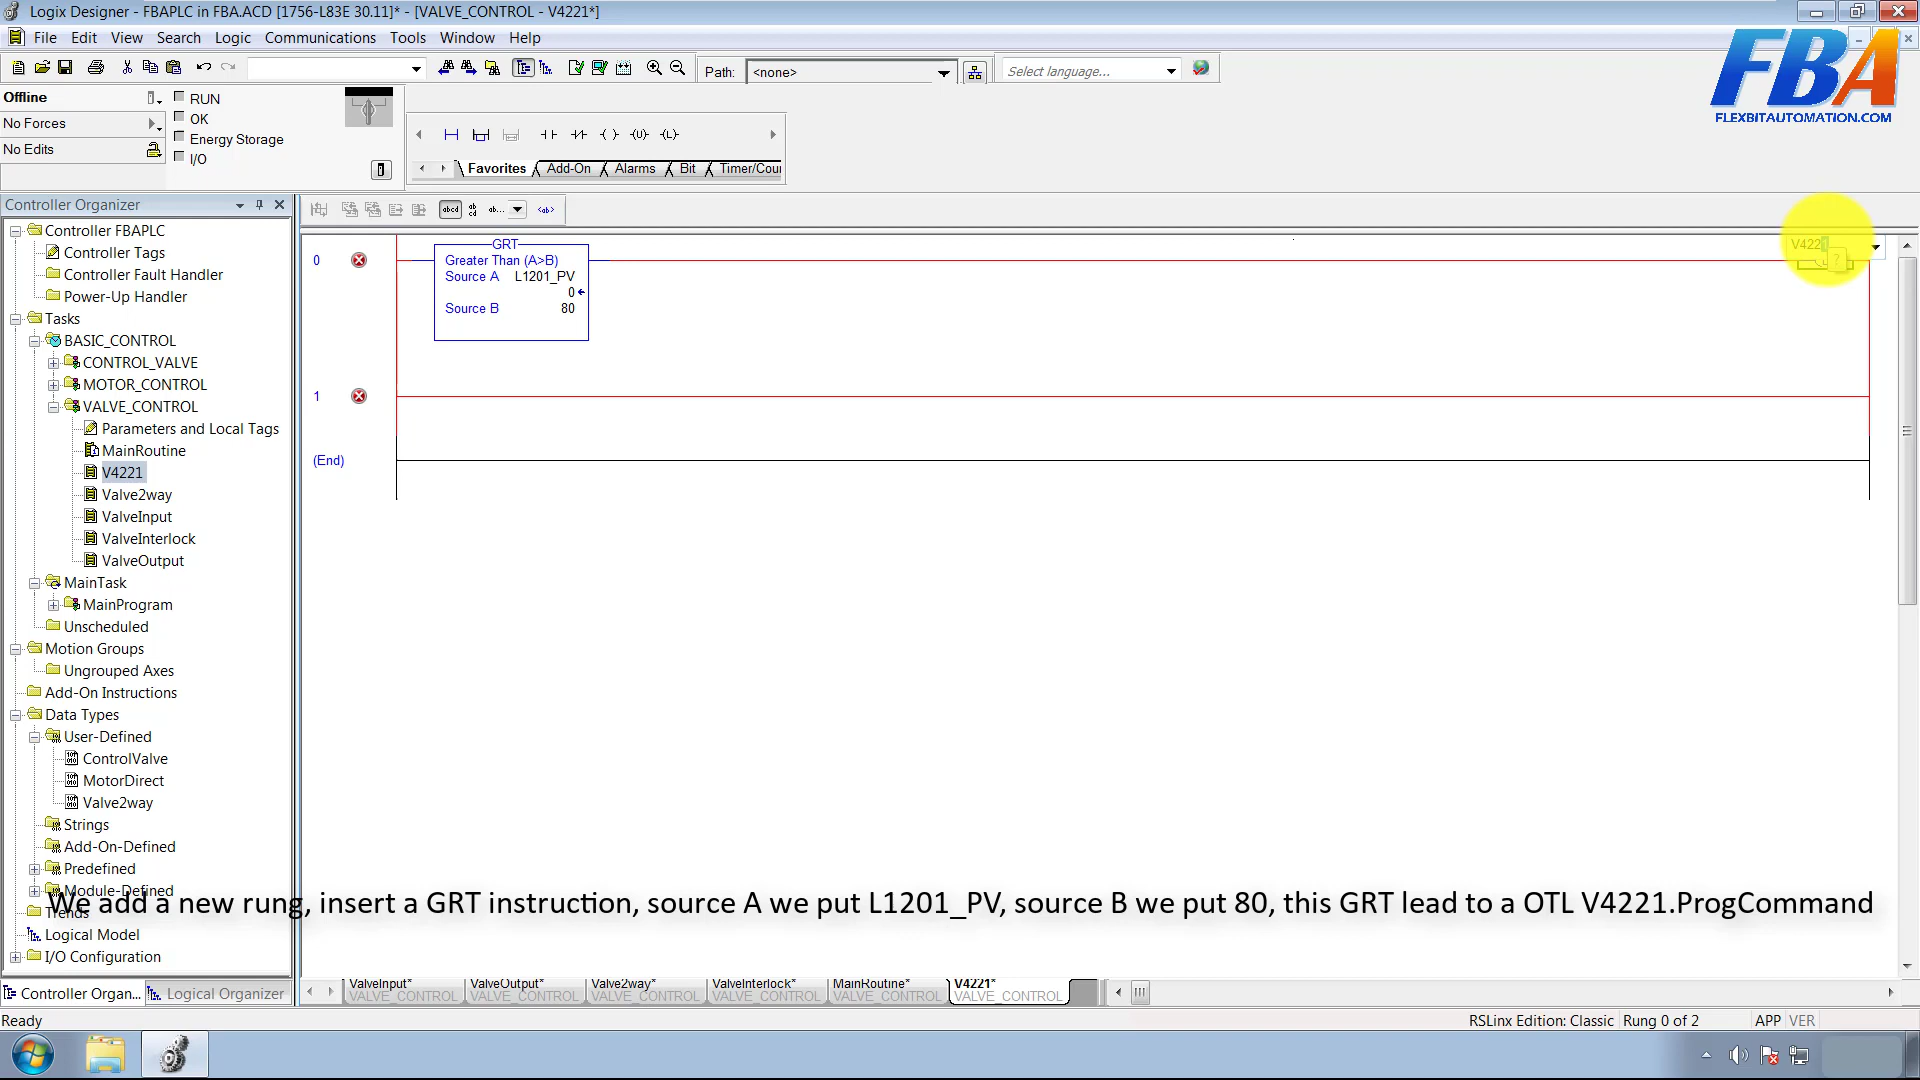 Logix Designer - FBAPLC in FBA.ACD [1756-L83E 30.11]* - [VALVE_CONTROL - V4221*]
File Edit View Search Logic Communications Tools Window Help
FBA
FLEXBITAUTOMATION.COM
Path: <none>
Select language...
Offline
No Forces
No Edits
RUN
OK
Energy Storage
I/O
Favorites Add-On Alarms Bit Timer/Cou
Controller Organizer
Controller FBAPLC
Controller Tags
Controller Fault Handler
Power-Up Handler
Tasks
BASIC_CONTROL
CONTROL_VALVE
MOTOR_CONTROL
VALVE_CONTROL
Parameters and Local Tags
MainRoutine
V4221
Valve2way
ValveInput
ValveInterlock
ValveOutput
MainTask
MainProgram
Unscheduled
Motion Groups
Ungrouped Axes
Add-On Instructions
Data Types
User-Defined
ControlValve
MotorDirect
Valve2way
Strings
Add-On-Defined
Predefined
Module-Defined
Trends
Logical Model
I/O Configuration
Controller Organ... Logical Organizer
abcd ab cd ab... <ab>
0
GRT
Greater Than (A>B)
Source A L1201_PV
0
Source B 80
V4221
?
1
(End)
We add a new rung, insert a GRT instruction, source A we put L1201_PV, source B we put 80, this GRT lead to a OTL V4221.ProgCommand
ValveInput* ValveOutput* Valve2way* ValveInterlock* MainRoutine* V4221*
VALVE_CONTROL VALVE_CONTROL VALVE_CONTROL VALVE_CONTROL VALVE_CONTROL VALVE_CONTROL
Ready
RSLinx Edition: Classic Rung 0 of 2 APP VER